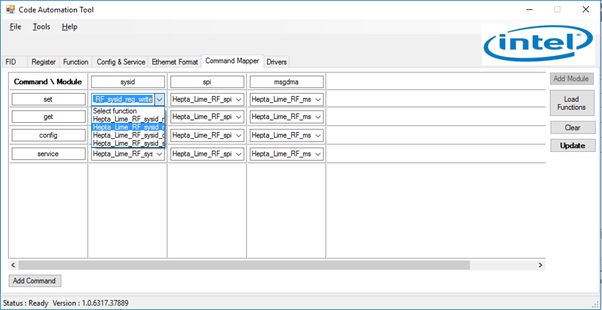 Code Automation Tool
File Tools Help
intel
FID Register Function Config & Service Ethernet Format Command Mapper Drivers
Command \ Module sysid spi msgdma Add Module
set RF_sysid_reg_write Hepta_Lime_RF_spi Hepta_Lime_RF_ms Load Functions
Select function
get Hepta_Lime_RF_sysid_r Hepta_Lime_RF_spi Hepta_Lime_RF_ms Clear
Hepta_Lime_RF_sysid_r
config Hepta_Lime_RF_sysid_c Hepta_Lime_RF_spi Hepta_Lime_RF_ms Update
Hepta_Lime_RF_sysid_s
service Hepta_Lime_RF_sys Hepta_Lime_RF_spi Hepta_Lime_RF_ms
Add Command
Status : Ready Version : 1.0.6317.37889